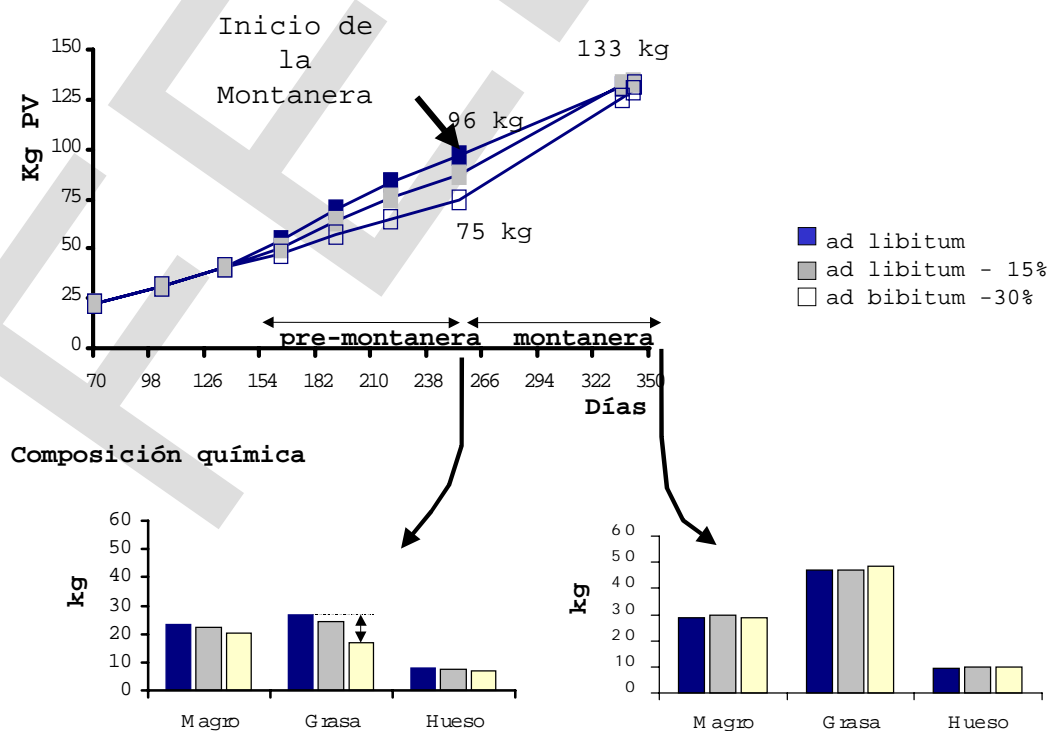 Inicio de
la
Montanera
133 kg
96 kg
75 kg
Kg PV
150
125
100
75
50
25
0
70 98 126 154 182 210 238 266 294 322 350
pre-montanera montanera
Días
ad libitum
ad libitum - 15%
ad bibitum -30%
Composición química
kg
60
50
40
30
20
10
0
Magro Grasa Hueso
kg
60
50
40
30
20
10
0
Magro Grasa Hueso